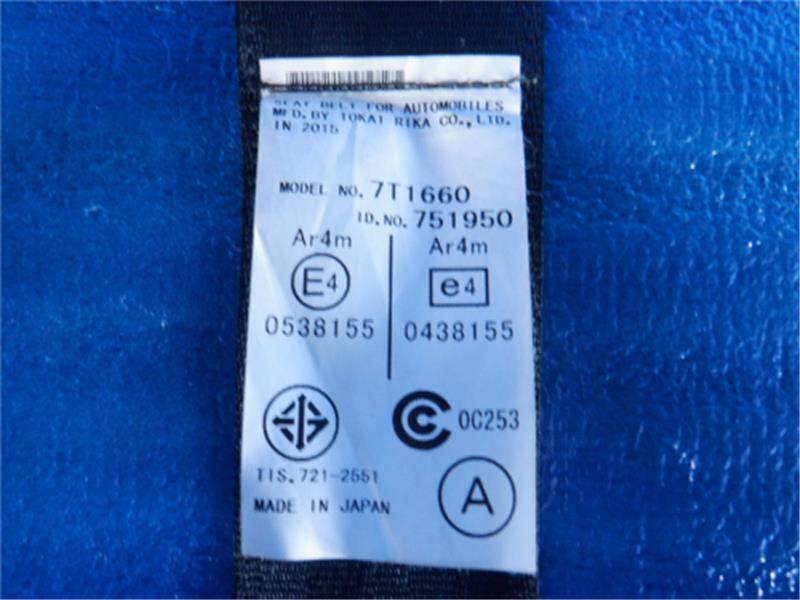 SEAT BELT FOR AUTOMOBILES
MFD. BY TOKAI RIKA CO., LTD.
IN 2015
MODEL NO. 7T1660
ID. NO. 751950
Ar4m Ar4m
E4 e4
0538155 0438155
CC 0C253
TIS. 721-2551
MADE IN JAPAN
A